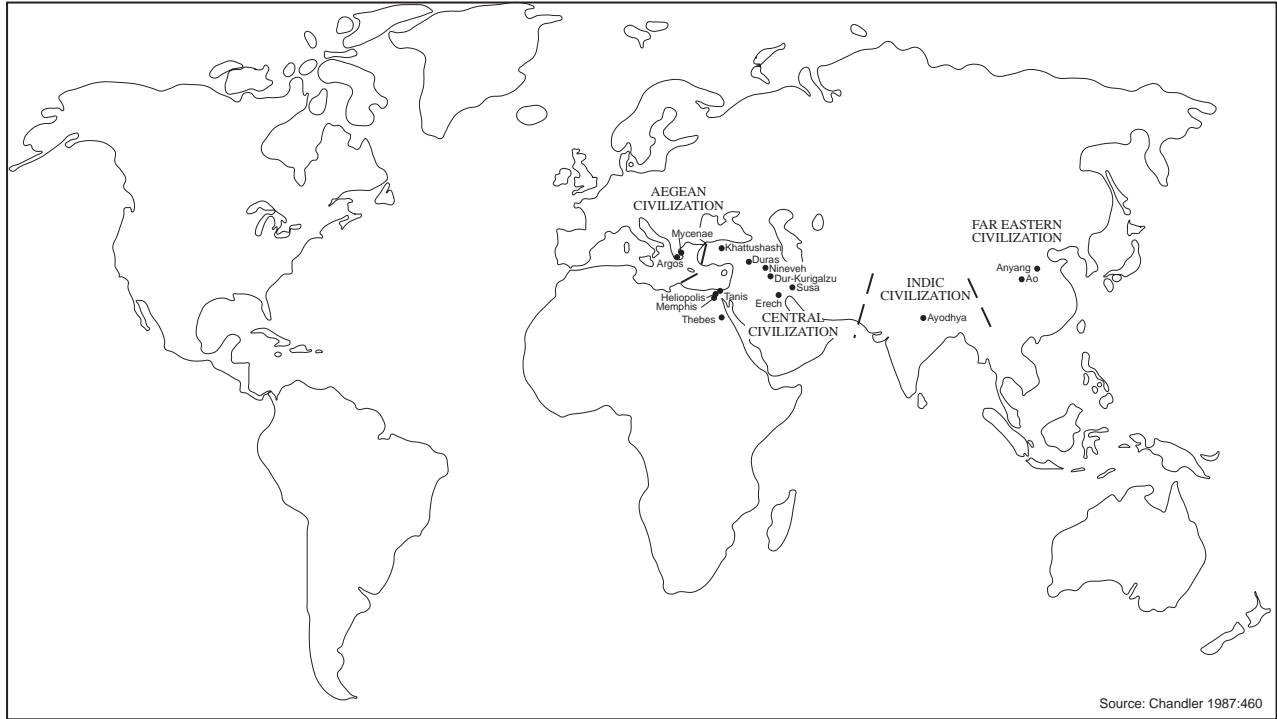 AEGEAN
CIVILIZATION
Mycenae
Argos
Khattushash
Duras
Nineveh
Dur-Kurigalzu
Susa
Erech
Heliopolis
Tanis
Memphis
Thebes
CENTRAL
CIVILIZATION
INDIC
CIVILIZATION
Ayodhya
FAR EASTERN
CIVILIZATION
Anyang
Ao
Source: Chandler 1987:460